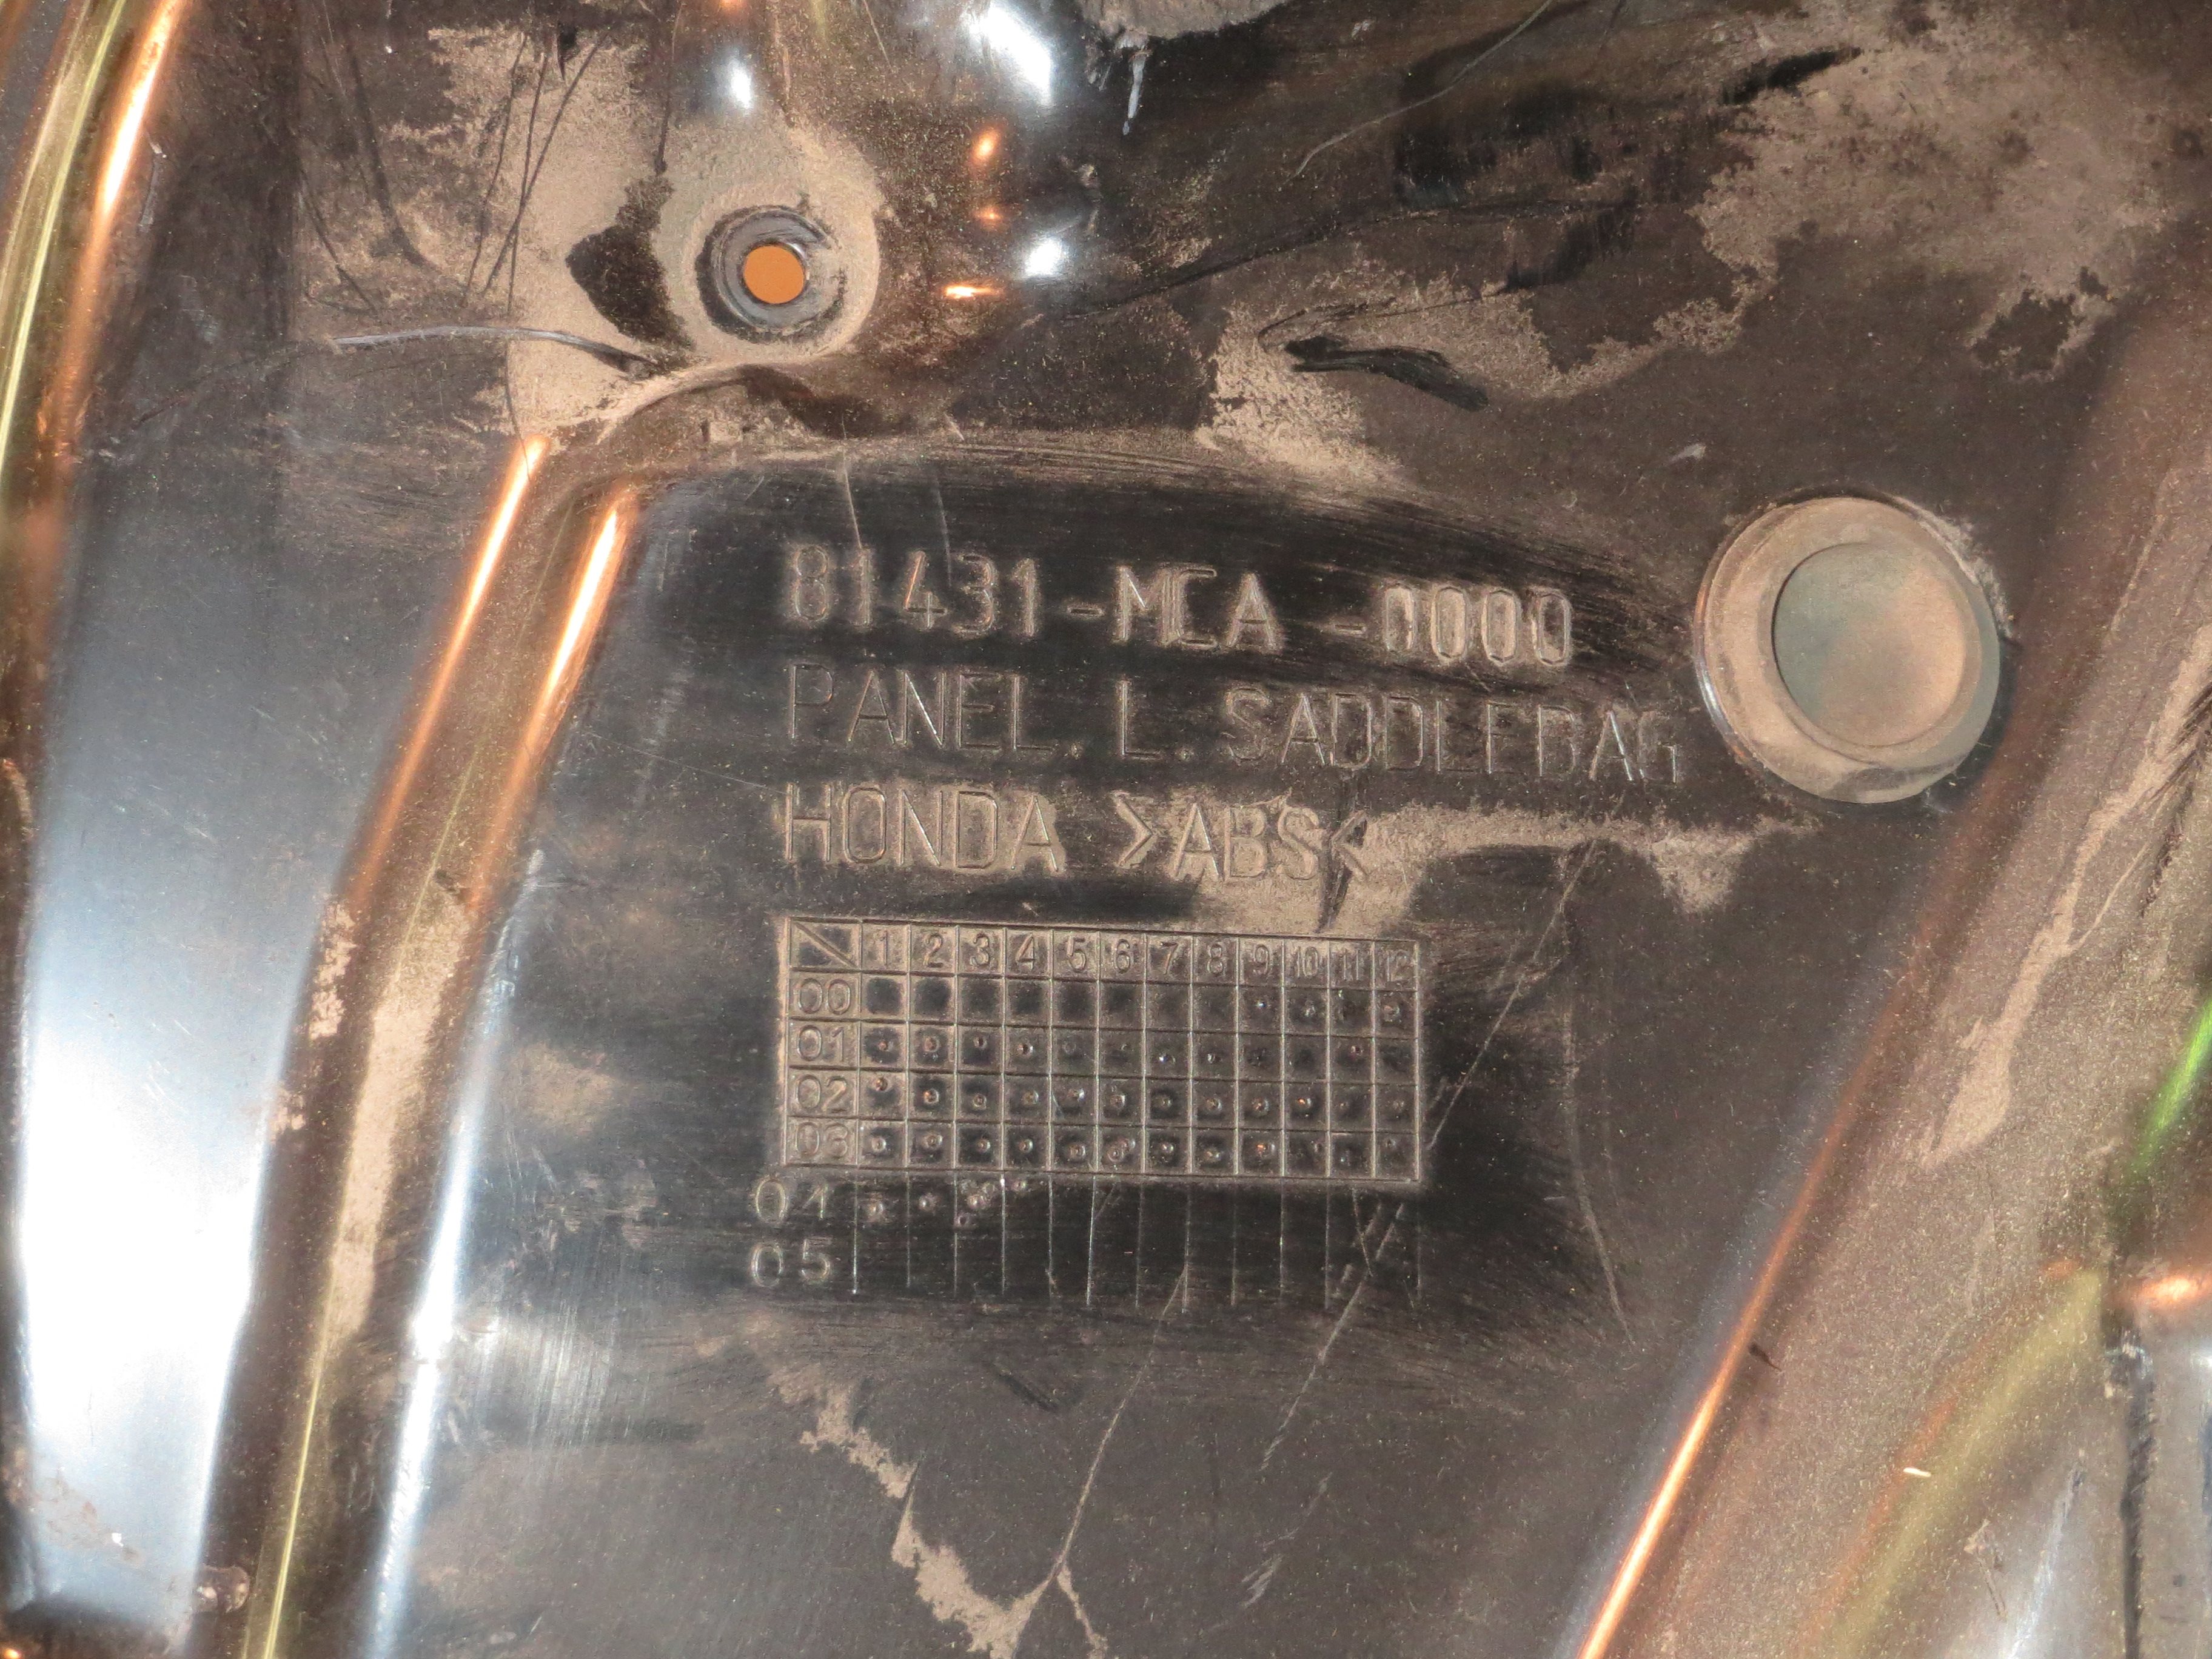 81431-MCA-0000
PANEL. L. SADDLEBAG
HONDA >ABS<
1 2 3 4 5 6 7 8 9 10 11 12
00
01
02
03
04
05